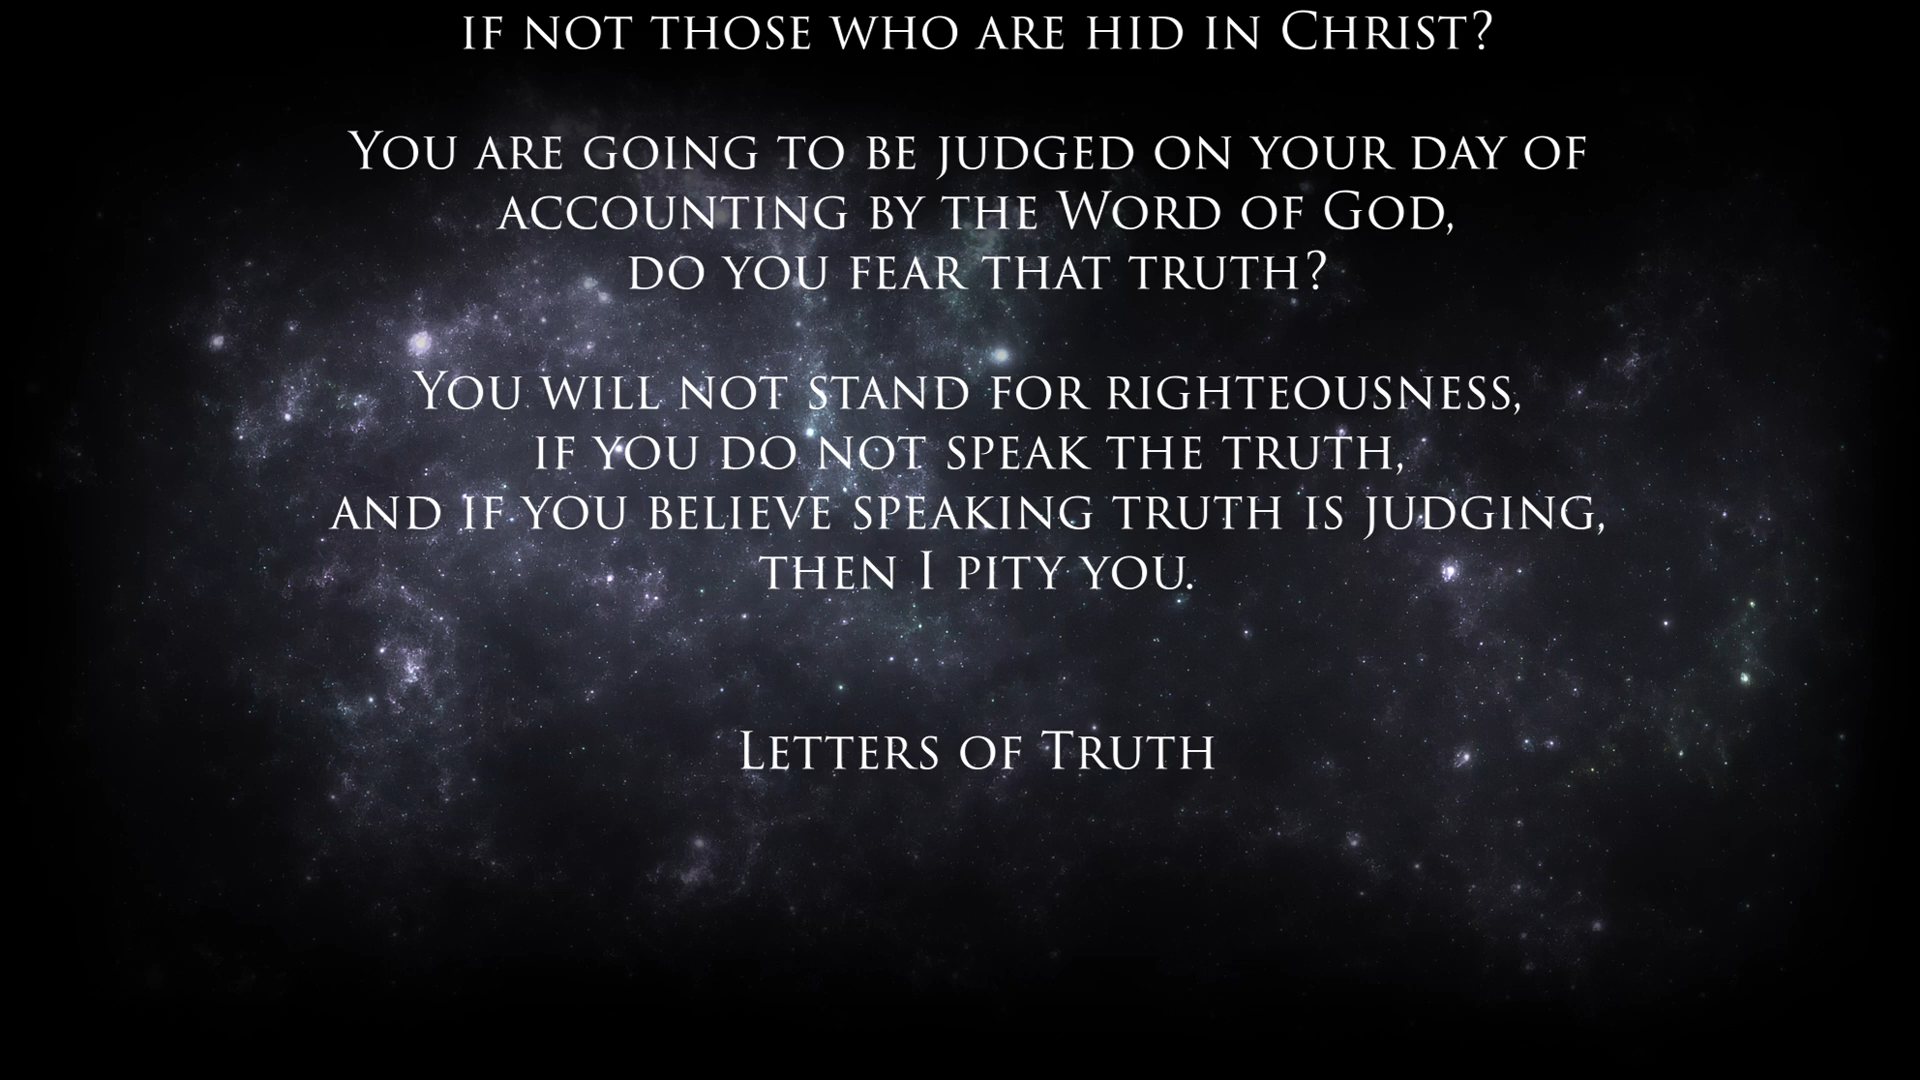 if not those who are hid in Christ?
You are going to be judged on your day of
accounting by the Word of God,
do you fear that truth?
You will not stand for righteousness,
if you do not speak the truth,
and if you believe speaking truth is judging,
then I pity you.
Letters of Truth